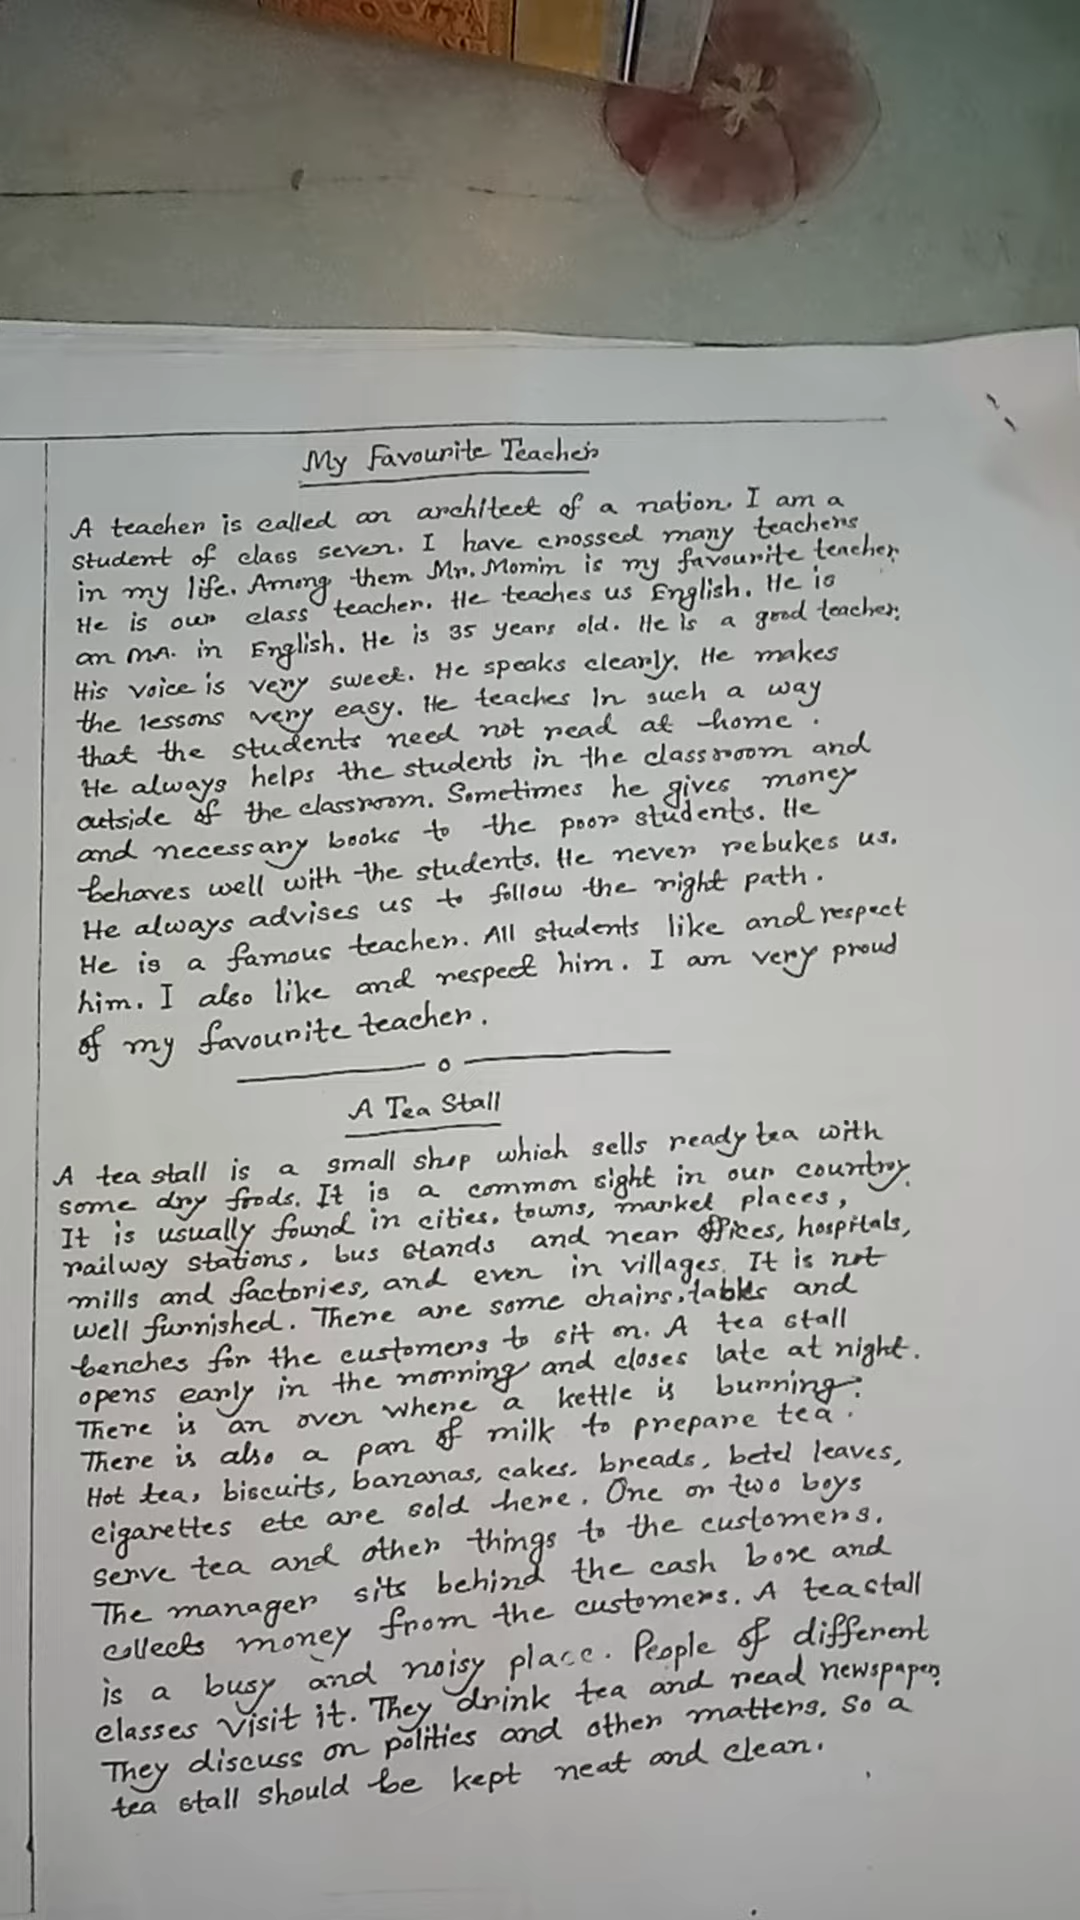 My Favourite Teacher
A teacher is called an architect of a nation. I am a
student of class seven. I have crossed many teachers
in my life. Among them Mr. Momin is my favourite teacher.
He is our class teacher. He teaches us English. He is
an MA. in English. He is 35 years old. He is a good teacher.
His voice is very sweet. He speaks clearly. He makes
the lessons very easy. He teaches in such a way
that the students need not read at home.
He always helps the students in the classroom and
outside of the classroom. Sometimes he gives money
and necessary books to the poor students. He
behaves well with the students. He never rebukes us.
He always advises us to follow the right path.
He is a famous teacher. All students like and respect
him. I also like and respect him. I am very proud
of my favourite teacher.
A Tea Stall
A tea stall is a small shop which sells ready tea with
some dry foods. It is a common sight in our country.
It is usually found in cities, towns, market places,
railway stations, bus stands and near offices, hospitals,
mills and factories, and even in villages. It is not
well furnished. There are some chairs, tables and
benches for the customers to sit on. A tea stall
opens early in the morning and closes late at night.
There is an oven where a kettle is burning.
There is also a pan of milk to prepare tea.
Hot tea, biscuits, bananas, cakes, breads, betel leaves,
cigarettes etc are sold here. One or two boys
serve tea and other things to the customers.
The manager sits behind the cash box and
collects money from the customers. A tea stall
is a busy and noisy place. People of different
classes visit it. They drink tea and read newspaper.
They discuss on polities and other matters. So a
tea stall should be kept neat and clean.